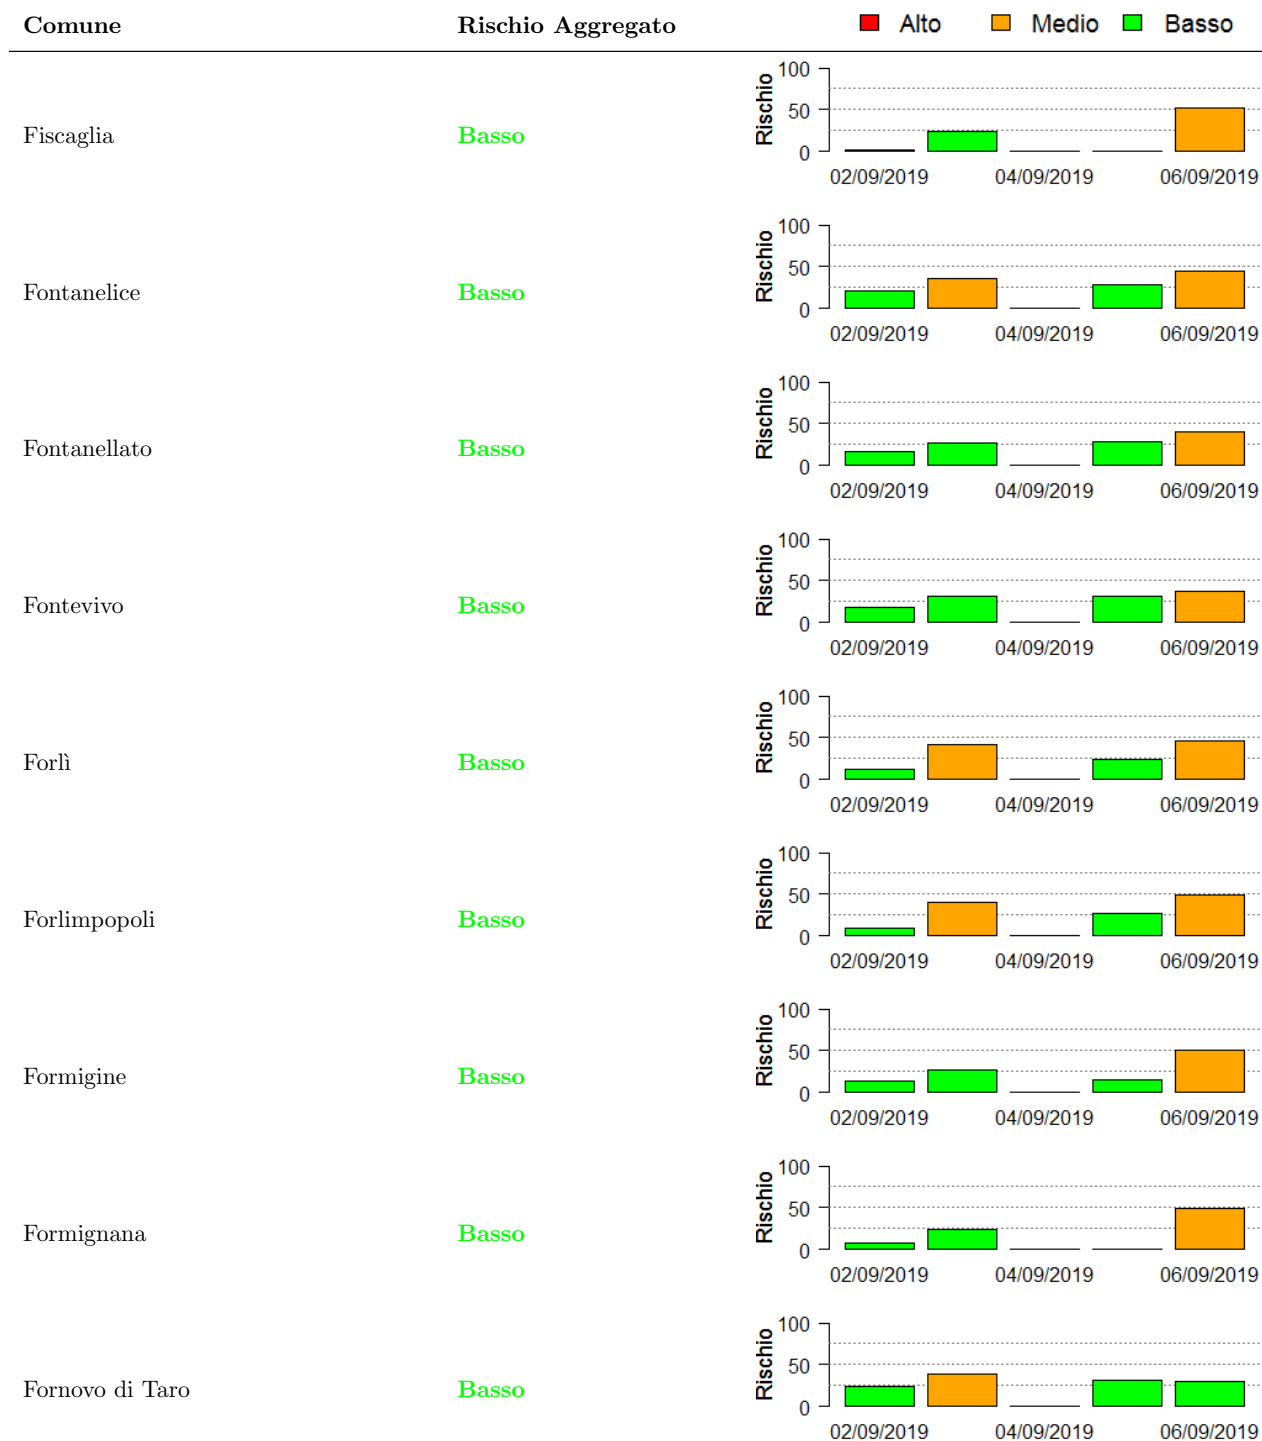 Comune Rischio Aggregato Alto Medio Basso
Fiscaglia Basso Rischio 100 50 0
02/09/2019 04/09/2019 06/09/2019
Fontanelice Basso Rischio 100 50 0
02/09/2019 04/09/2019 06/09/2019
Fontanellato Basso Rischio 100 50 0
02/09/2019 04/09/2019 06/09/2019
Fontevivo Basso Rischio 100 50 0
02/09/2019 04/09/2019 06/09/2019
Forlì Basso Rischio 100 50 0
02/09/2019 04/09/2019 06/09/2019
Forlimpopoli Basso Rischio 100 50 0
02/09/2019 04/09/2019 06/09/2019
Formigine Basso Rischio 100 50 0
02/09/2019 04/09/2019 06/09/2019
Formignana Basso Rischio 100 50 0
02/09/2019 04/09/2019 06/09/2019
Fornovo di Taro Basso Rischio 100 50 0
02/09/2019 04/09/2019 06/09/2019